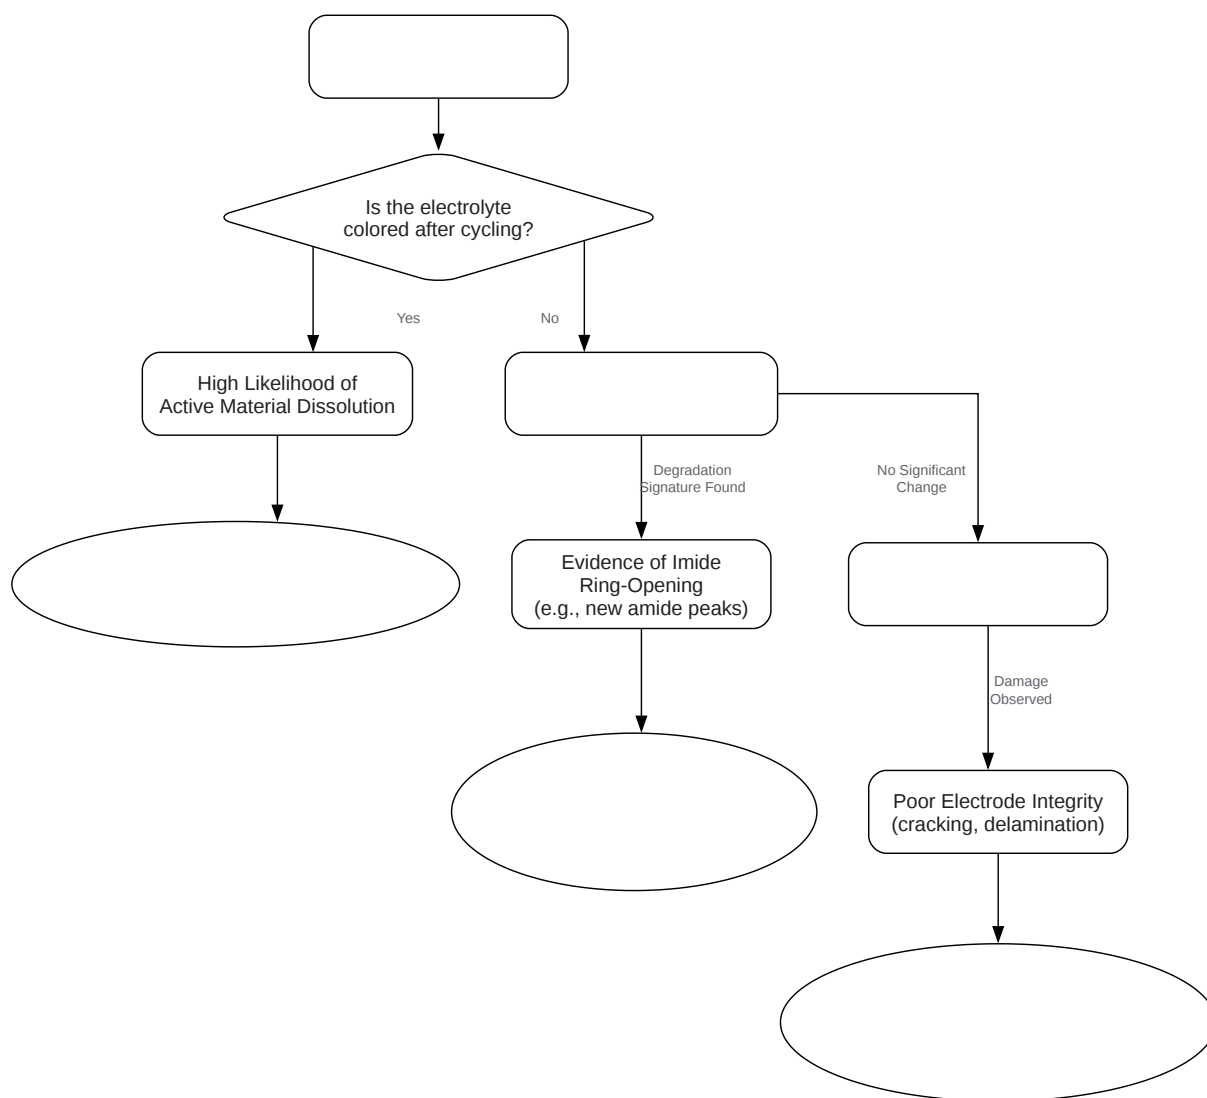 Is the electrolyte
colored after cycling?
Yes
No
High Likelihood of
Active Material Dissolution
Degradation
Signature Found
No Significant
Change
Evidence of Imide
Ring-Opening
(e.g., new amide peaks)
Damage
Observed
Poor Electrode Integrity
(cracking, delamination)